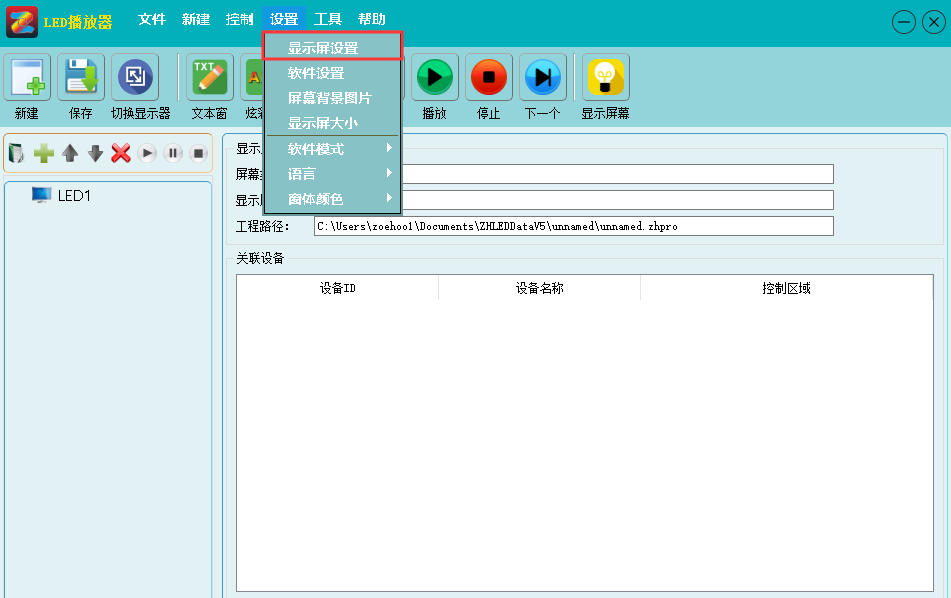 LED播放器 文件 新建 控制 设置 工具 帮助
显示屏设置
软件设置
屏幕背景图片
显示屏大小
软件模式
语言
窗体颜色
TXT A
新建 保存 切换显示器 文本窗 炫 播放 停止 下一个 显示屏幕
LED1
显示
屏幕
显示
工程路径: C:\Users\zoehool\Documents\ZHLEDDataV5\unnamed\unnamed.zhpro
关联设备
设备ID 设备名称 控制区域